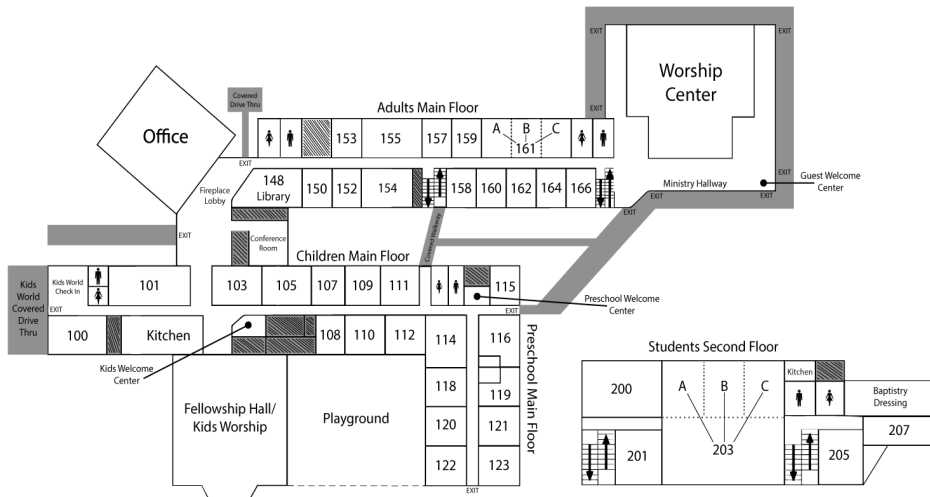 EXIT
EXIT
EXIT
Worship
Center
Covered
Drive Thru
Adults Main Floor
Office
153
155
157
159
A
B
C
161
EXIT
EXIT
Fireplace
Lobby
148
Library
150
152
154
158
160
162
164
166
Ministry Hallway
Guest Welcome
Center
EXIT
EXIT
EXIT
EXIT
Covered Walkway
Conference
Room
EXIT
Children Main Floor
Kids
World
Covered
Drive
Thru
Kids World
Check In
101
103
105
107
109
111
EXIT
115
Preschool Welcome
Center
EXIT
EXIT
100
Kitchen
108
110
112
114
116
Preschool Main Floor
Kids Welcome
Center
118
119
Fellowship Hall/
Kids Worship
Playground
120
121
122
123
EXIT
Students Second Floor
200
A
B
C
203
Kitchen
Baptistry
Dressing
207
201
205